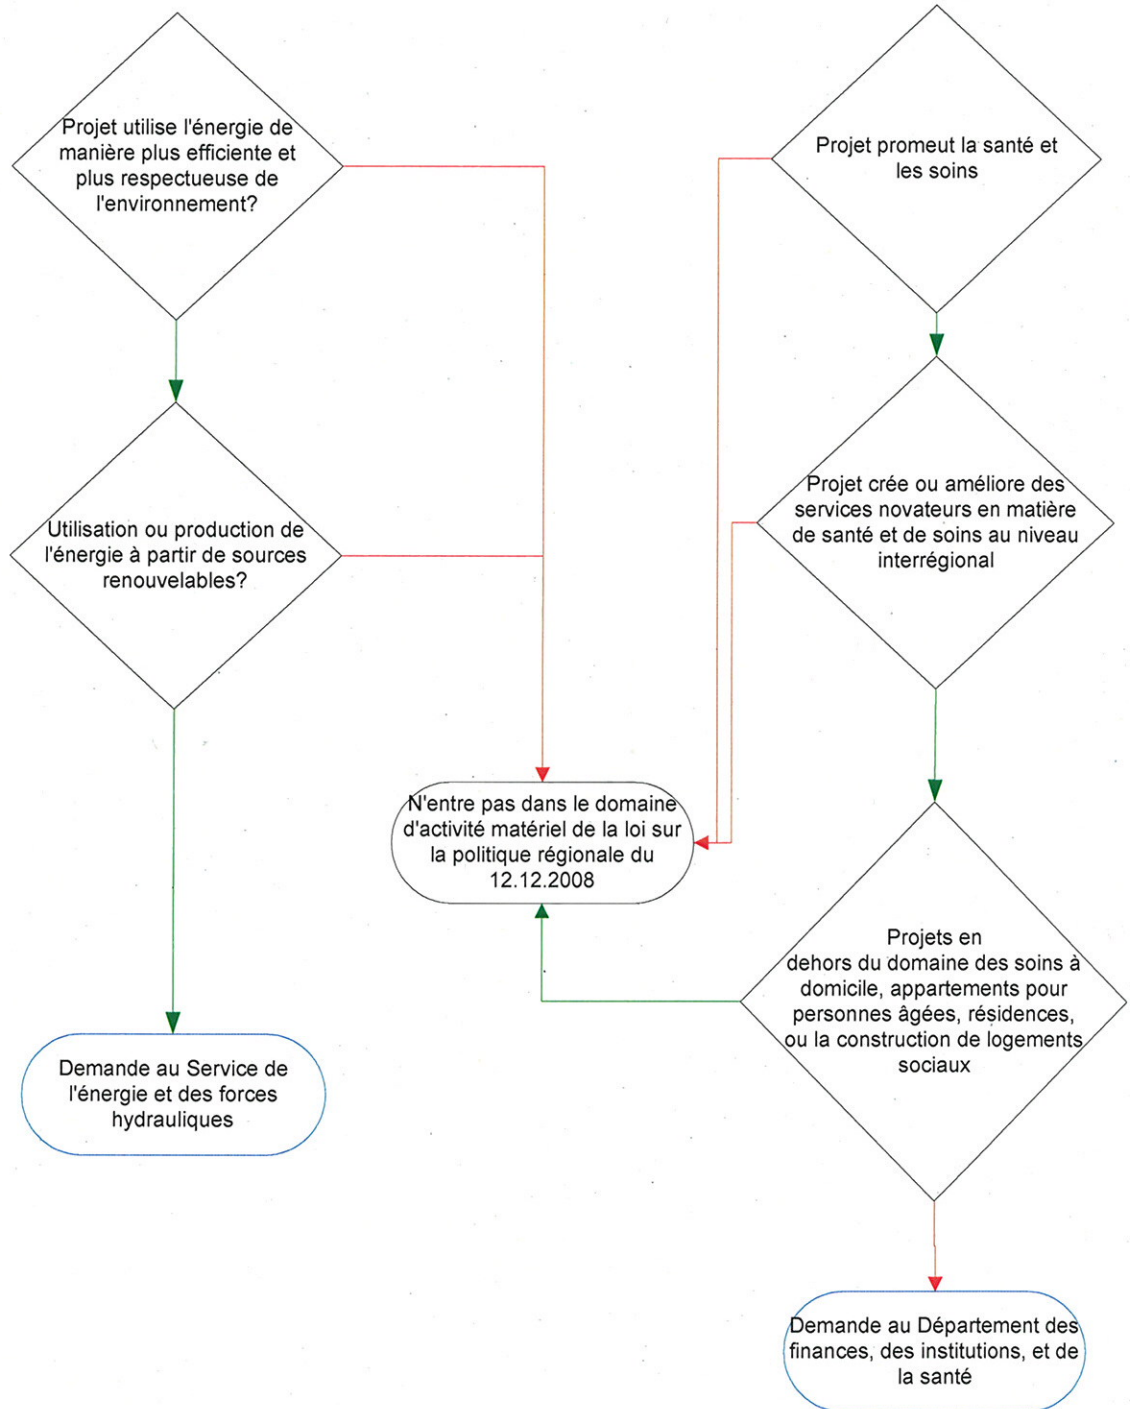 Projet utilise l'énergie de
manière plus efficiente et
plus respectueuse de
l'environnement?
Projet promeut la santé et
les soins
Utilisation ou production de
l'énergie à partir de sources
renouvelables?
Projet crée ou améliore des
services novateurs en matière
de santé et de soins au niveau
interrégional
N'entre pas dans le domaine
d'activité matériel de la loi sur
la politique régionale du
12.12.2008
Projets en
dehors du domaine des soins à
domicile, appartements pour
personnes âgées, résidences,
ou la construction de logements
sociaux
Demande au Service de
l'énergie et des forces
hydrauliques
Demande au Département des
finances, des institutions, et de
la santé